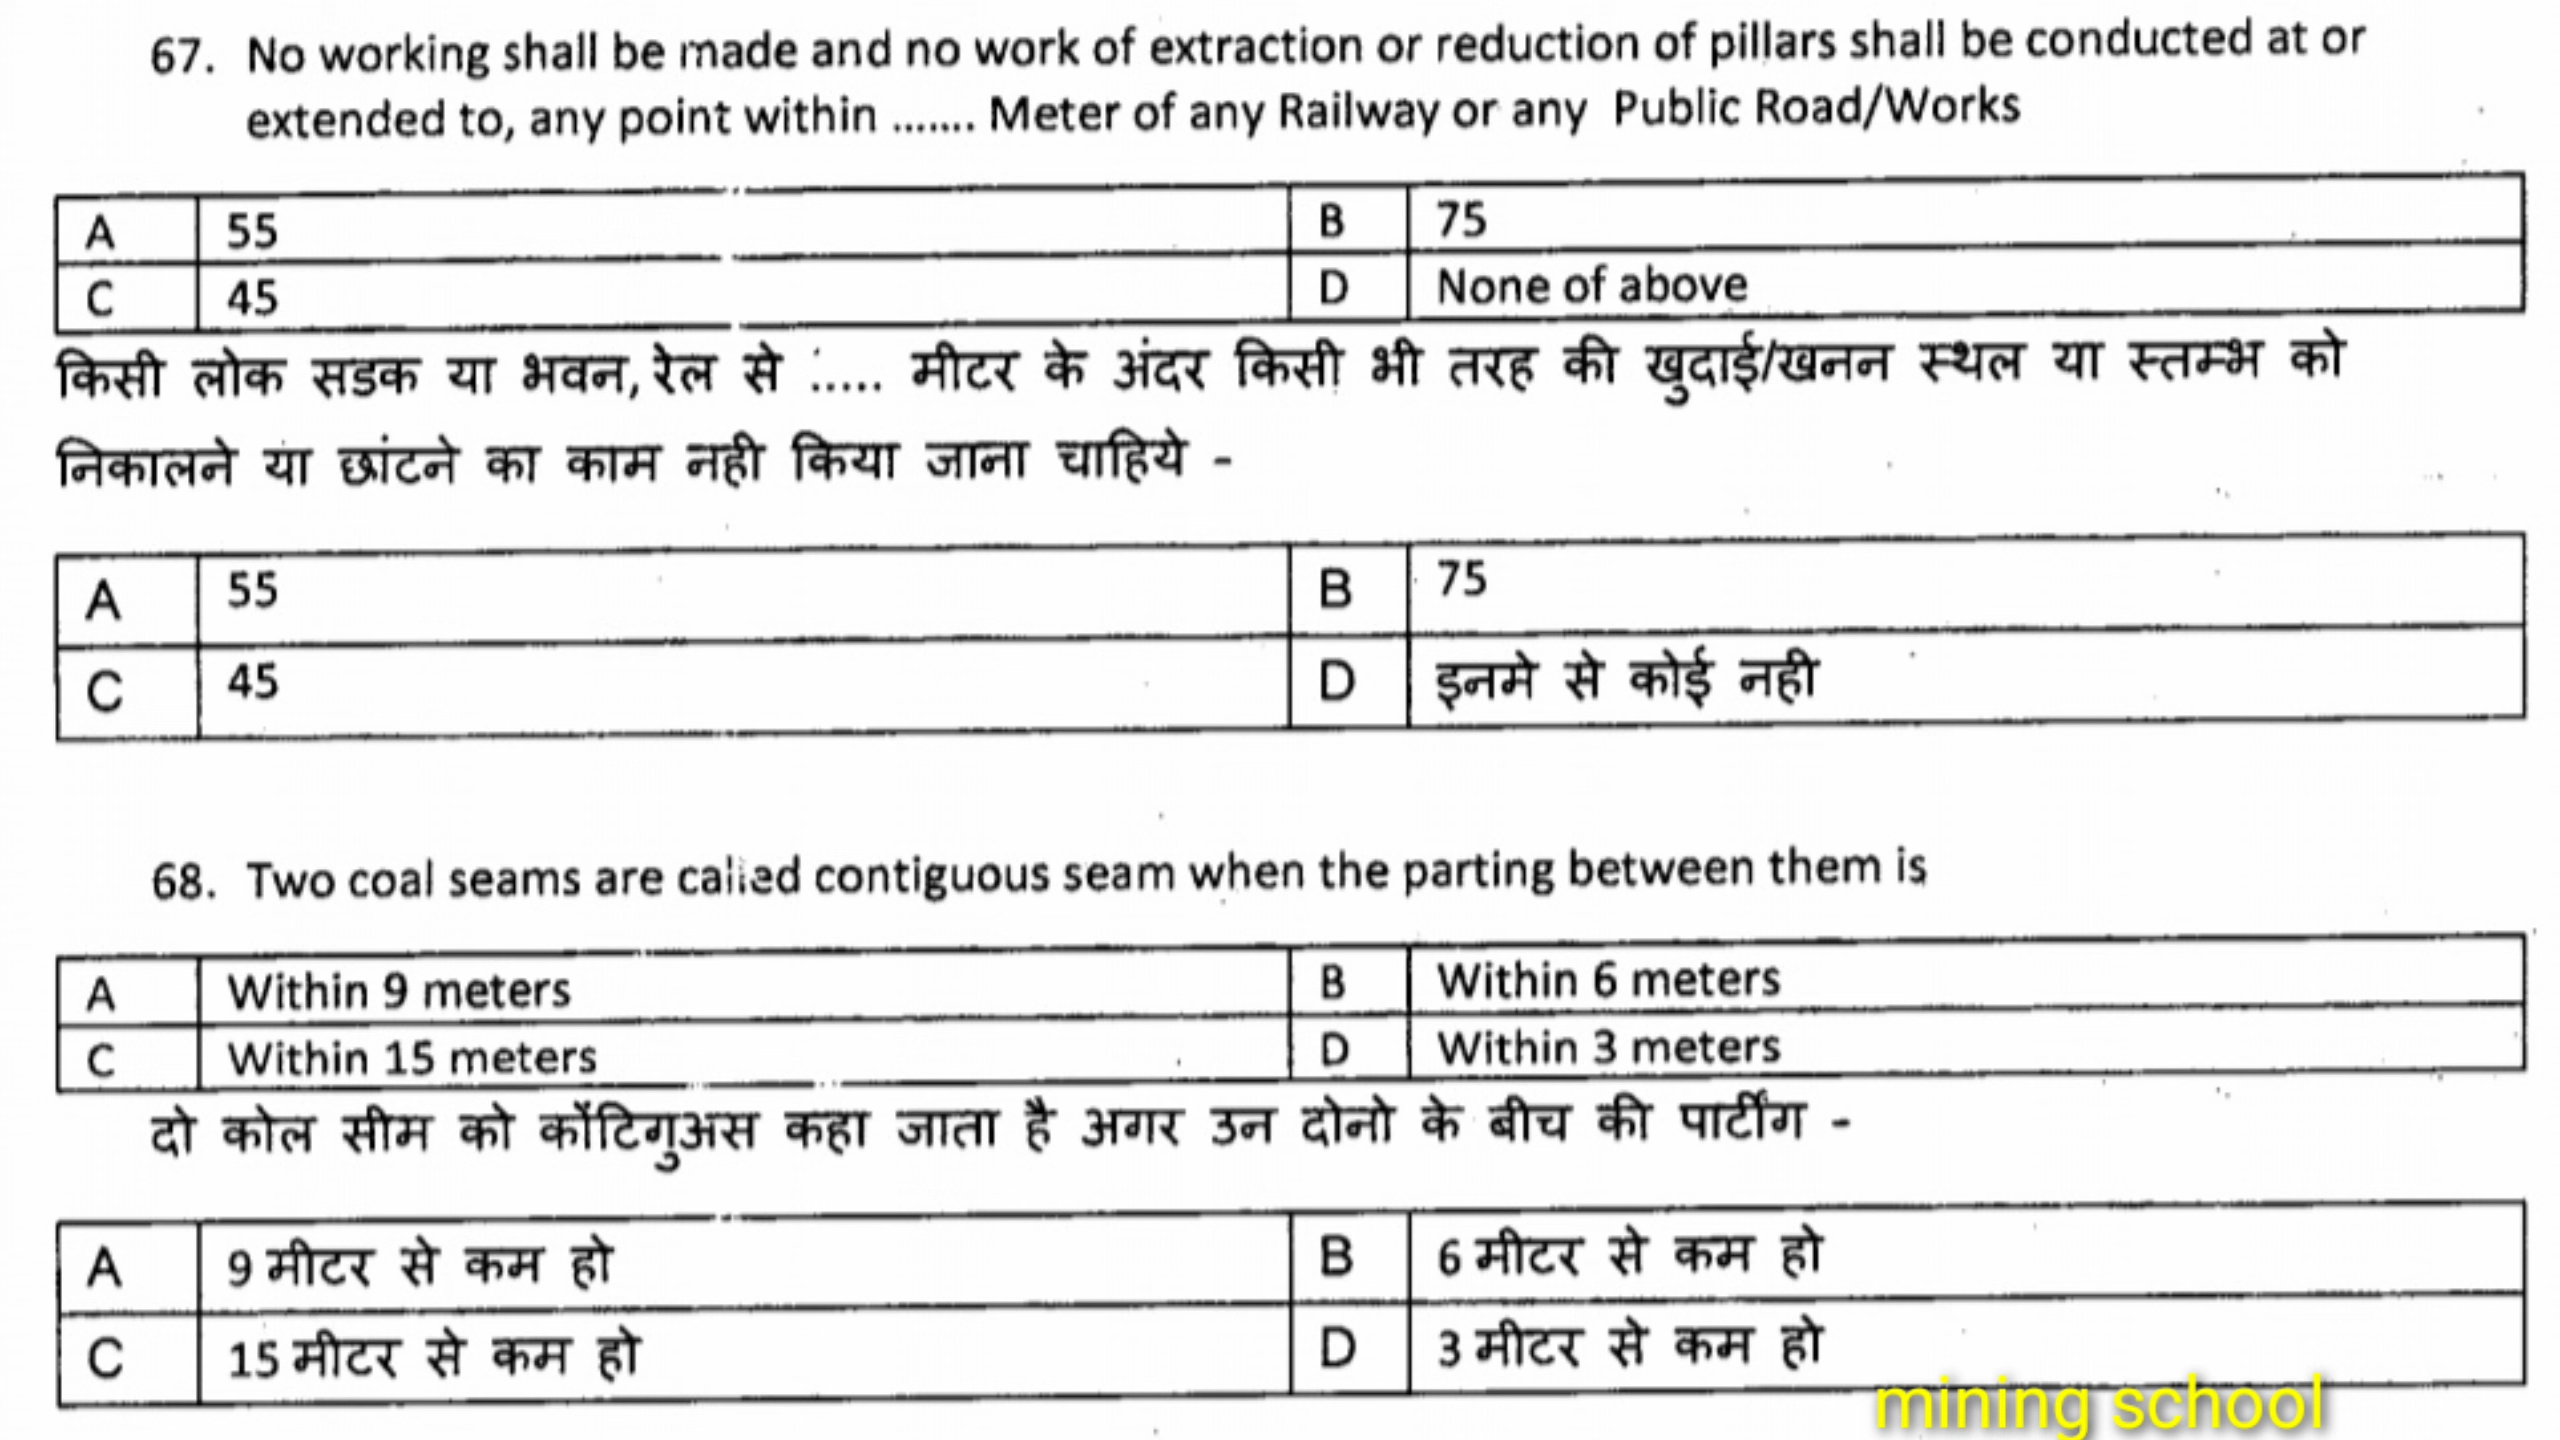 67. No working shall be made and no work of extraction or reduction of pillars shall be conducted at or
extended to, any point within ....... Meter of any Railway or any Public Road/Works
A 55 B 75
C 45 D None of above
किसी लोक सडक या भवन, रेल से ...... मीटर के अंदर किसी भी तरह की खुदाई/खनन स्थल या स्तम्भ को
निकालने या छांटने का काम नही किया जाना चाहिये -
A 55 B 75
C 45 D इनमे से कोई नही
68. Two coal seams are called contiguous seam when the parting between them is
A Within 9 meters B Within 6 meters
C Within 15 meters D Within 3 meters
दो कोल सीम को कोंटिगुअस कहा जाता है अगर उन दोनो के बीच की पार्टींग -
A 9 मीटर से कम हो B 6 मीटर से कम हो
C 15 मीटर से कम हो D 3 मीटर से कम हो
mining school